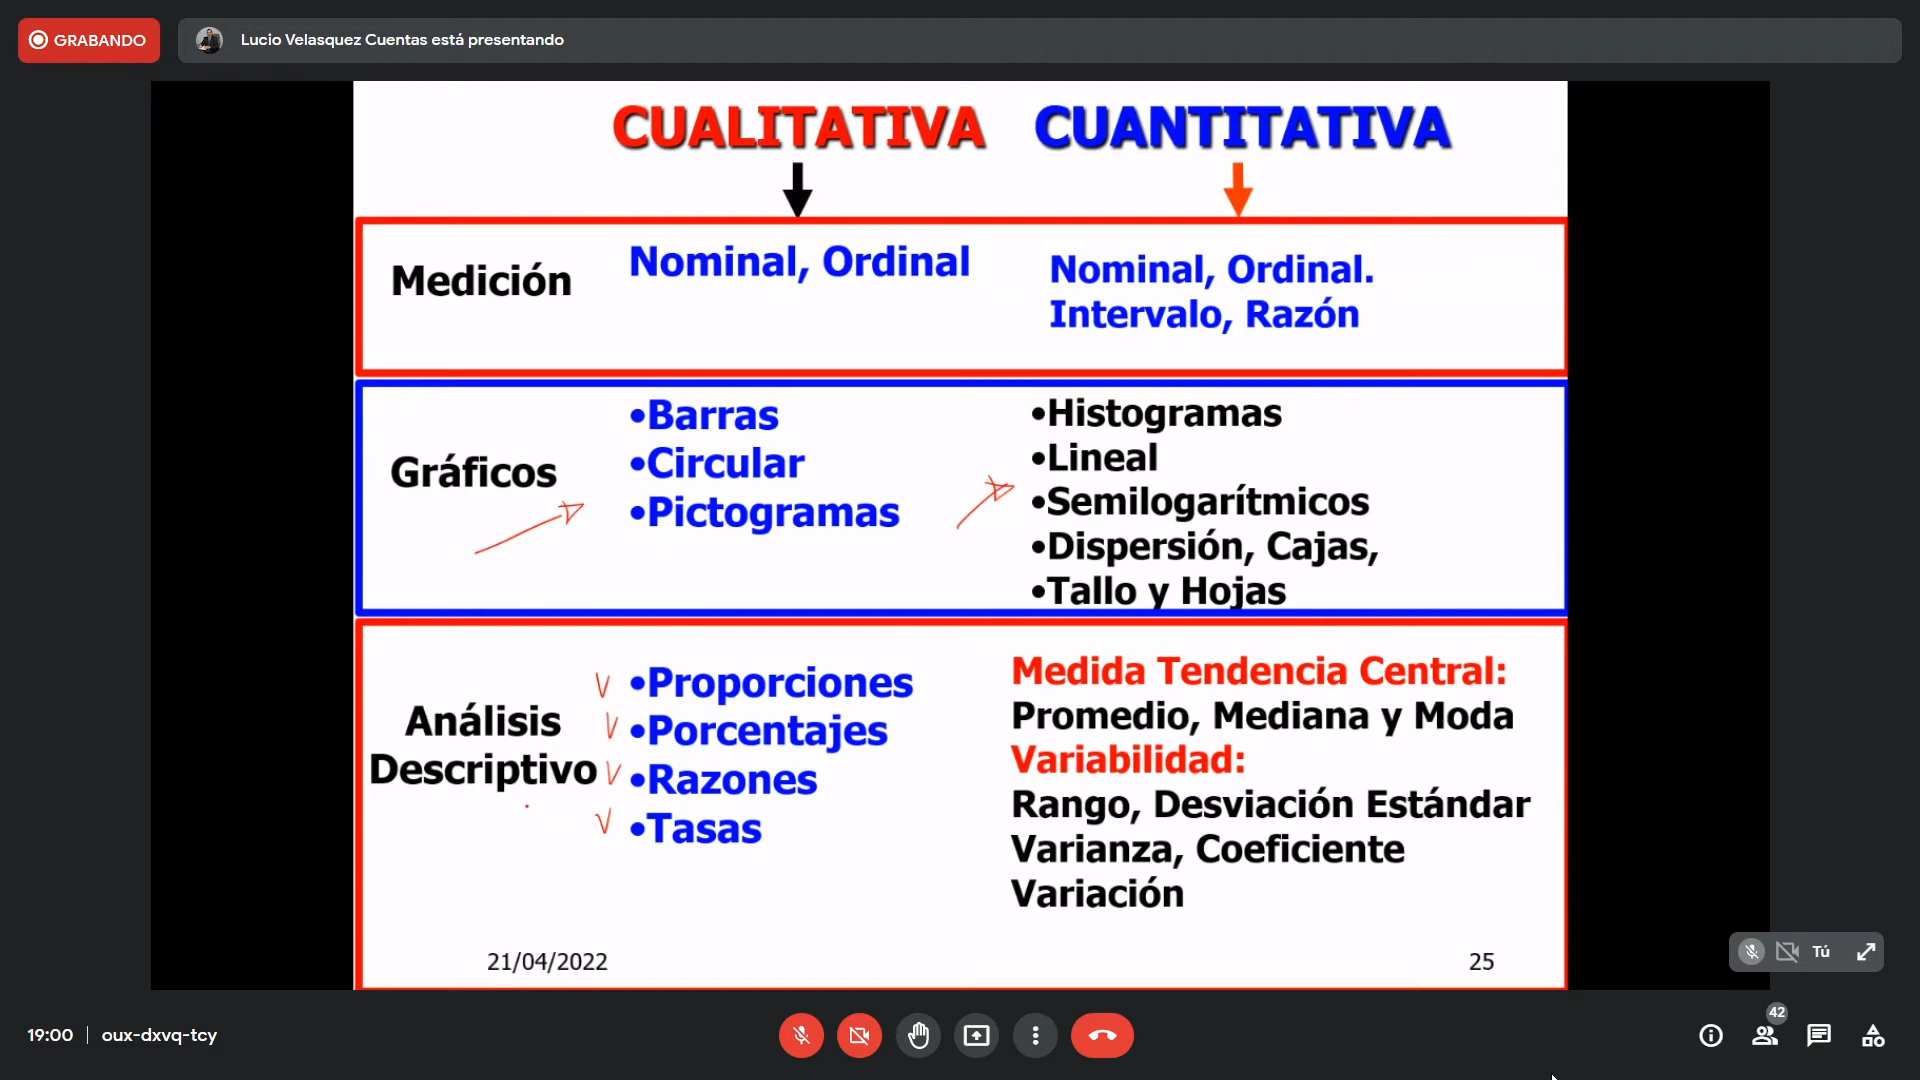 GRABANDO
Lucio Velasquez Cuentas está presentando
CUALITATIVA
CUANTITATIVA
Medición
Nominal, Ordinal
Nominal, Ordinal.
Intervalo, Razón
Gráficos
•Barras
•Circular
•Pictogramas
•Histogramas
•Lineal
•Semilogarítmicos
•Dispersión, Cajas,
•Tallo y Hojas
Análisis
Descriptivo
•Proporciones
•Porcentajes
•Razones
•Tasas
Medida Tendencia Central:
Promedio, Mediana y Moda
Variabilidad:
Rango, Desviación Estándar
Varianza, Coeficiente
Variación
21/04/2022
25
Tú
19:00
oux-dxvq-tcy
42